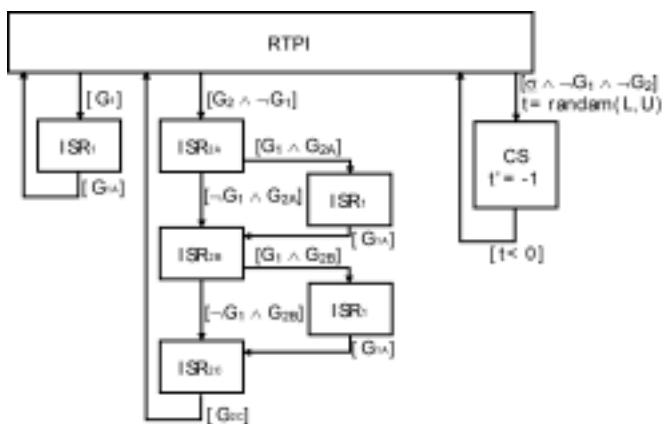 RTPI
[G₁]
[G₂ ∧ ¬G₁]
[σ ∧ ¬G₁ ∧ ¬G₂]
t= randam(L,U)
ISR₁
ISR₂ₐ
[G₁ ∧ G₂ₐ]
CS
t' = -1
[G₁ₐ]
[¬G₁ ∧ G₂ₐ]
ISR₁
[G₁ₐ]
ISR₂B
[G₁ ∧ G₂B]
[t< 0]
[¬G₁ ∧ G₂B]
ISR₁
[G₁ₐ]
ISR₂C
[G₂C]